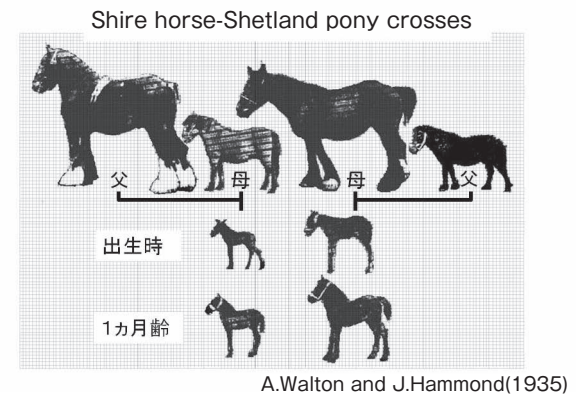 Shire horse-Shetland pony crosses
父 母 母 父
出生時
1ヵ月齢
A.Walton and J.Hammond(1935)